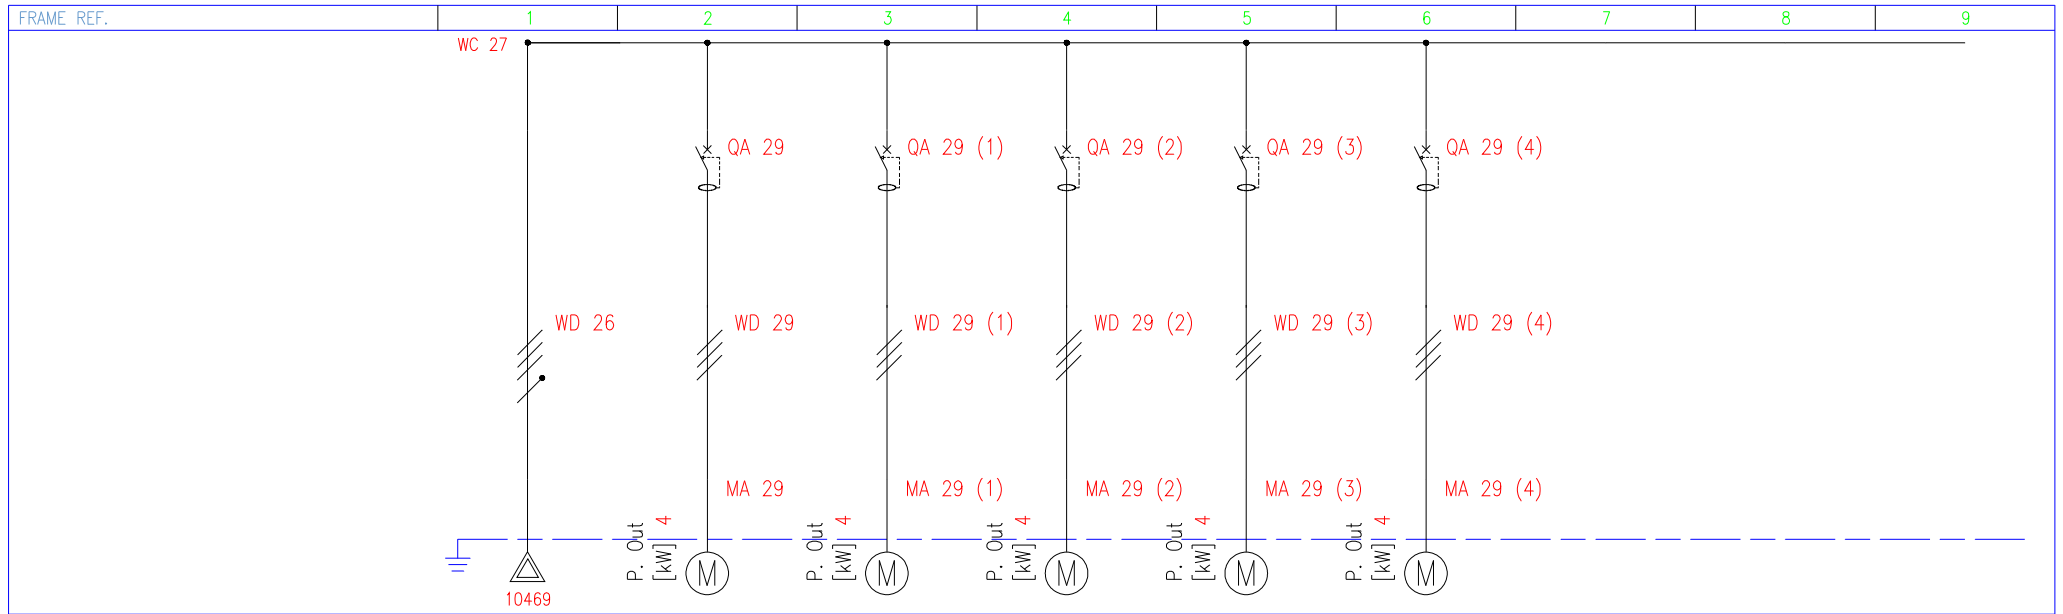 FRAME REF. 1 2 3 4 5 6 7 8 9
WC 27
QA 29 QA 29 (1) QA 29 (2) QA 29 (3) QA 29 (4)
WD 26 WD 29 WD 29 (1) WD 29 (2) WD 29 (3) WD 29 (4)
MA 29 MA 29 (1) MA 29 (2) MA 29 (3) MA 29 (4)
P. Out
[kW] 4
M
P. Out
[kW] 4
M
P. Out
[kW] 4
M
P. Out
[kW] 4
M
P. Out
[kW] 4
M
10469